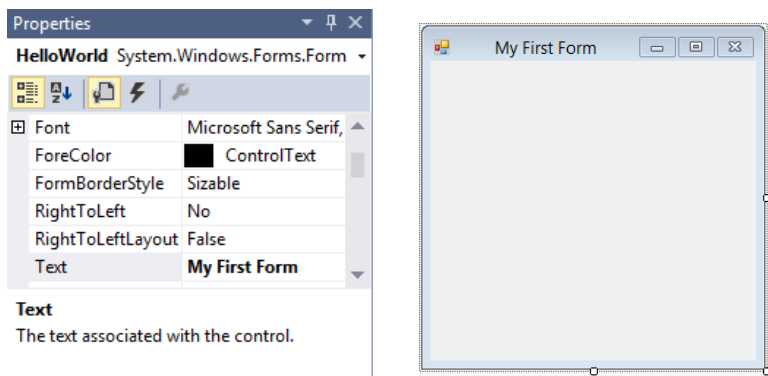 Properties
HelloWorld System.Windows.Forms.Form
Font Microsoft Sans Serif,
ForeColor ControlText
FormBorderStyle Sizable
RightToLeft No
RightToLeftLayout False
Text My First Form
Text
The text associated with the control.
My First Form